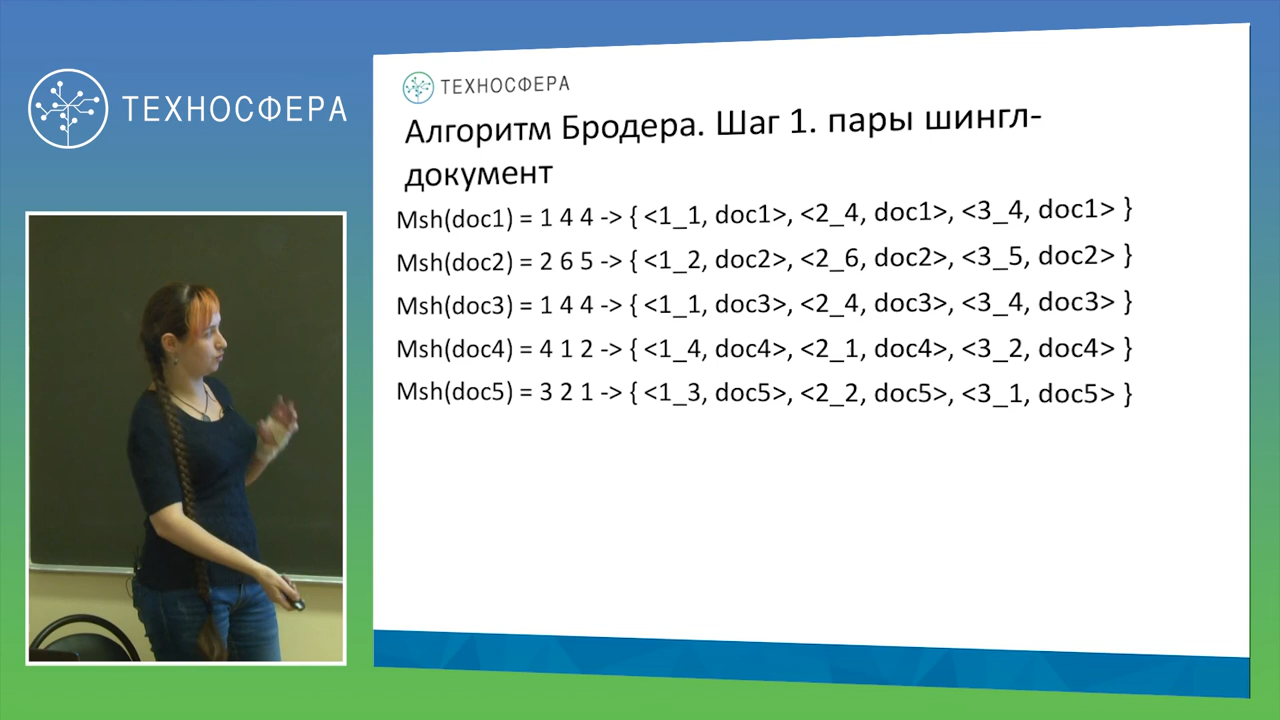 ТЕХНОСФЕРА
ТЕХНОСФЕРА
Алгоритм Бродера. Шаг 1. пары шингл-
документ
Msh(doc1) = 1 4 4 -> { <1_1, doc1>, <2_4, doc1>, <3_4, doc1> }
Msh(doc2) = 2 6 5 -> { <1_2, doc2>, <2_6, doc2>, <3_5, doc2> }
Msh(doc3) = 1 4 4 -> { <1_1, doc3>, <2_4, doc3>, <3_4, doc3> }
Msh(doc4) = 4 1 2 -> { <1_4, doc4>, <2_1, doc4>, <3_2, doc4> }
Msh(doc5) = 3 2 1 -> { <1_3, doc5>, <2_2, doc5>, <3_1, doc5> }